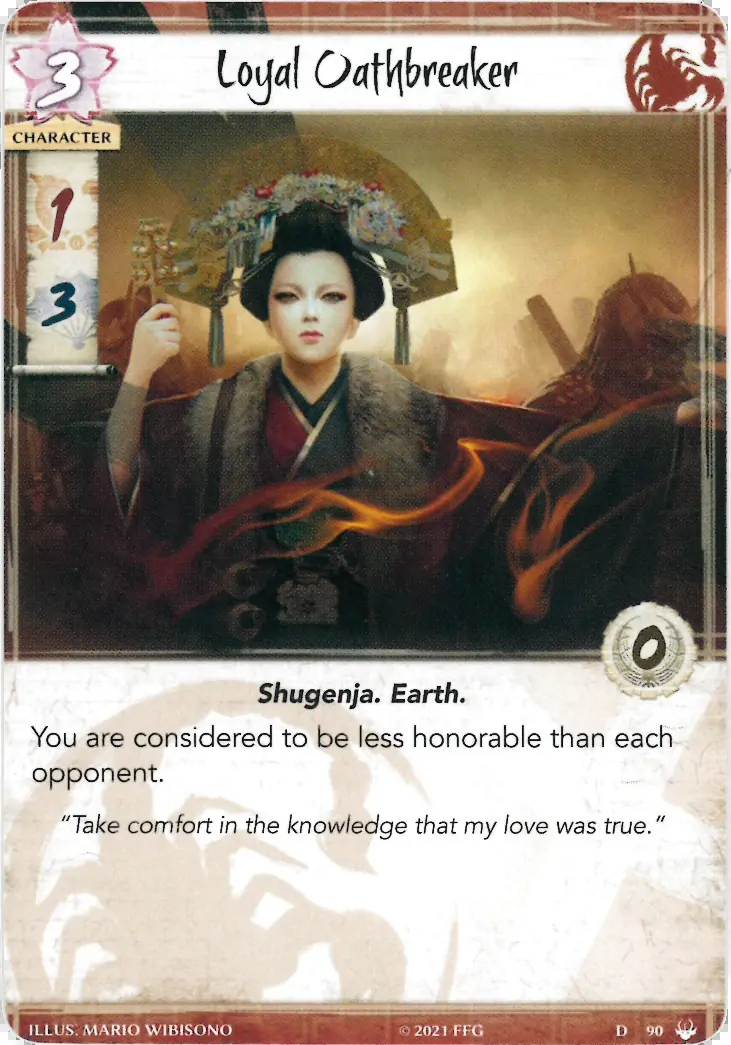 3
Loyal Oathbreaker
CHARACTER
1
3
0
Shugenja. Earth.
You are considered to be less honorable than each
opponent.
“Take comfort in the knowledge that my love was true.”
ILLUS: MARIO WIBISONO
© 2021 FFG
D 90